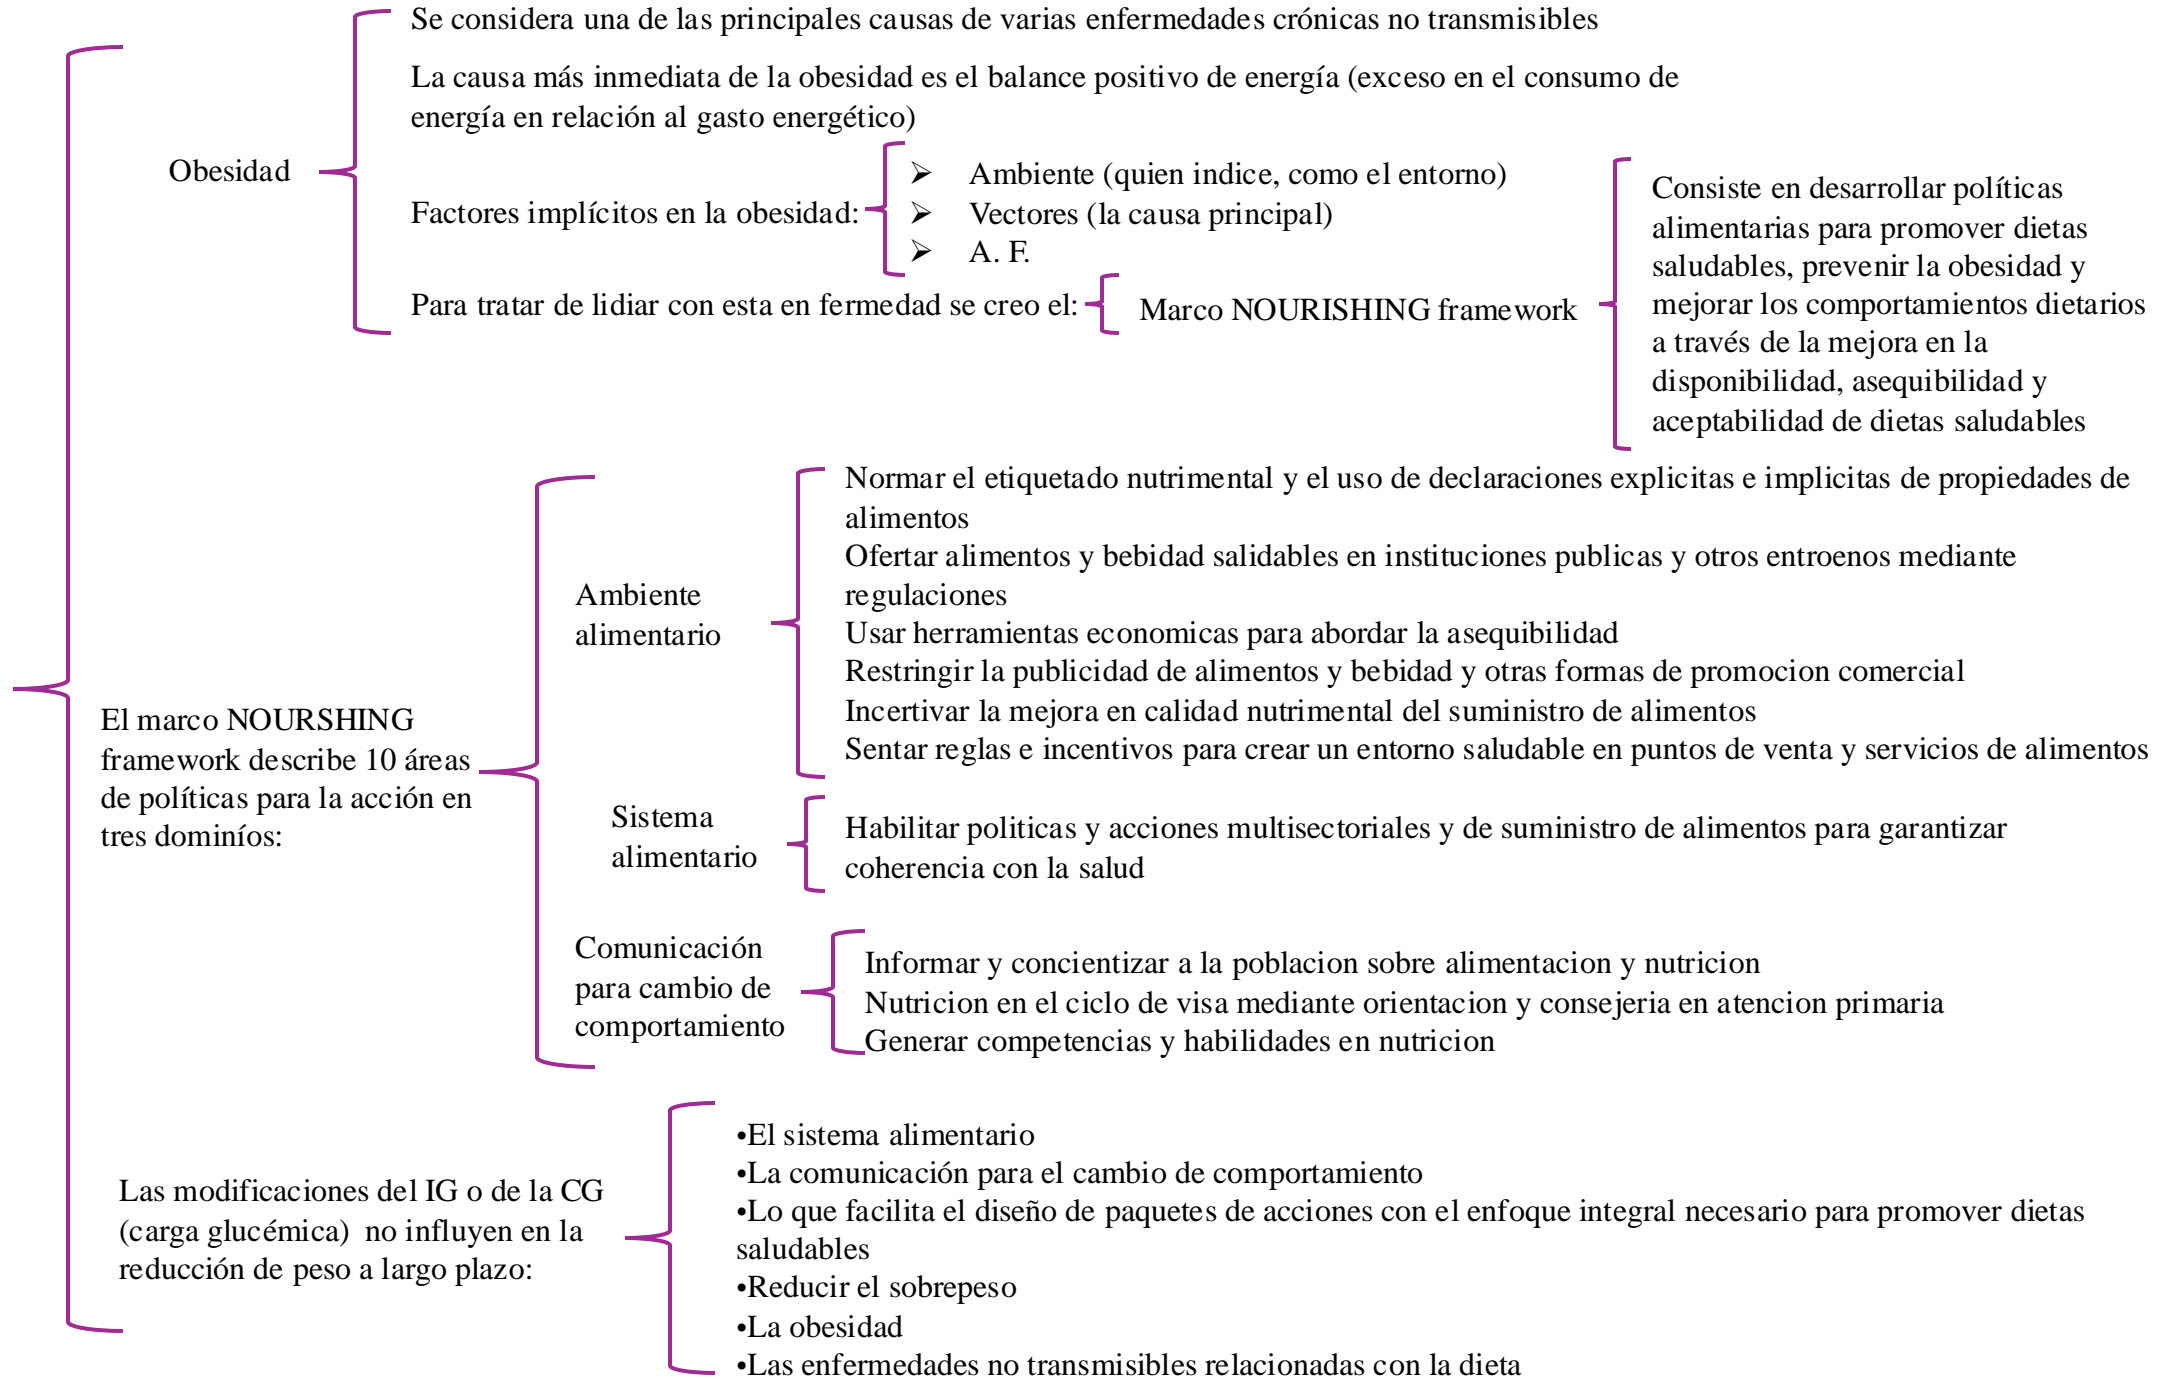 Se considera una de las principales causas de varias enfermedades crónicas no transmisibles
La causa más inmediata de la obesidad es el balance positivo de energía (exceso en el consumo de
energía en relación al gasto energético)
Obesidad
Factores implícitos en la obesidad:
➢ Ambiente (quien indice, como el entorno)
➢ Vectores (la causa principal)
➢ A. F.
Para tratar de lidiar con esta en fermedad se creo el:
Marco NOURISHING framework
Consiste en desarrollar políticas
alimentarias para promover dietas
saludables, prevenir la obesidad y
mejorar los comportamientos dietarios
a través de la mejora en la
disponibilidad, asequibilidad y
aceptabilidad de dietas saludables
El marco NOURSHING
framework describe 10 áreas
de políticas para la acción en
tres dominíos:
Ambiente
alimentario
Normar el etiquetado nutrimental y el uso de declaraciones explicitas e implicitas de propiedades de
alimentos
Ofertar alimentos y bebidad salidables en instituciones publicas y otros entroenos mediante
regulaciones
Usar herramientas economicas para abordar la asequibilidad
Restringir la publicidad de alimentos y bebidad y otras formas de promocion comercial
Incertivar la mejora en calidad nutrimental del suministro de alimentos
Sentar reglas e incentivos para crear un entorno saludable en puntos de venta y servicios de alimentos
Sistema
alimentario
Habilitar politicas y acciones multisectoriales y de suministro de alimentos para garantizar
coherencia con la salud
Comunicación
para cambio de
comportamiento
Informar y concientizar a la poblacion sobre alimentacion y nutricion
Nutricion en el ciclo de visa mediante orientacion y consejeria en atencion primaria
Generar competencias y habilidades en nutricion
Las modificaciones del IG o de la CG
(carga glucémica) no influyen en la
reducción de peso a largo plazo:
•El sistema alimentario
•La comunicación para el cambio de comportamiento
•Lo que facilita el diseño de paquetes de acciones con el enfoque integral necesario para promover dietas
saludables
•Reducir el sobrepeso
•La obesidad
•Las enfermedades no transmisibles relacionadas con la dieta